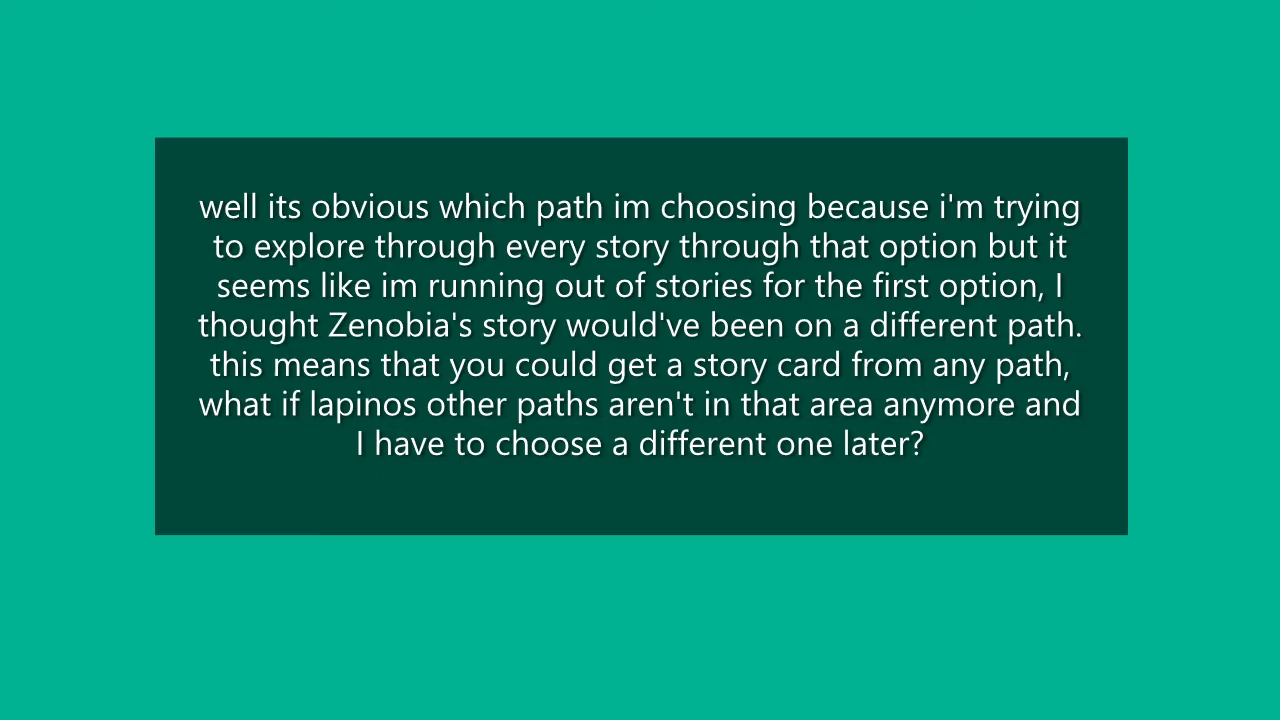 well its obvious which path im choosing because i'm trying
to explore through every story through that option but it
seems like im running out of stories for the first option, I
thought Zenobia's story would've been on a different path.
this means that you could get a story card from any path,
what if lapinos other paths aren't in that area anymore and
I have to choose a different one later?